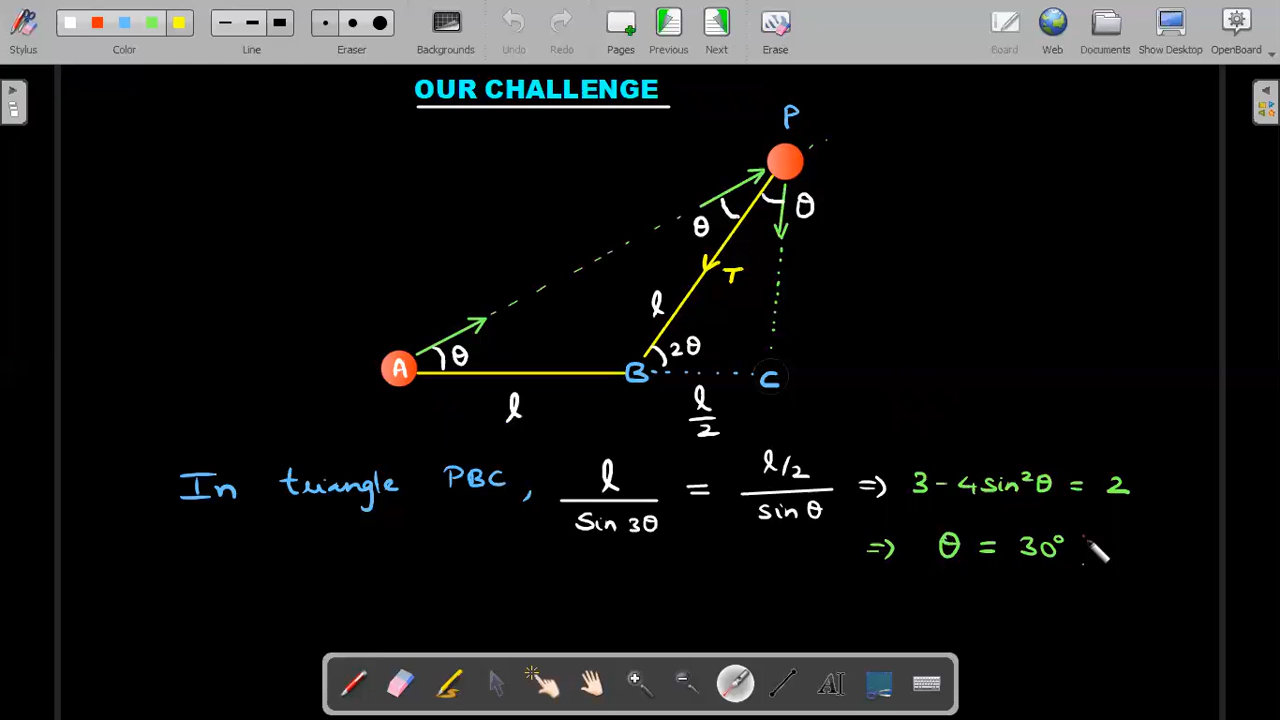 Stylus Color Line Eraser Backgrounds Undo Redo Pages Previous Next Erase Board Web Documents Show Desktop OpenBoard
OUR CHALLENGE
P
θ θ
T
l
A θ 2θ B C
l l/2
In triangle PBC, l / Sin 3θ = l/2 / sin θ => 3 - 4sin²θ = 2
=> θ = 30°
AI